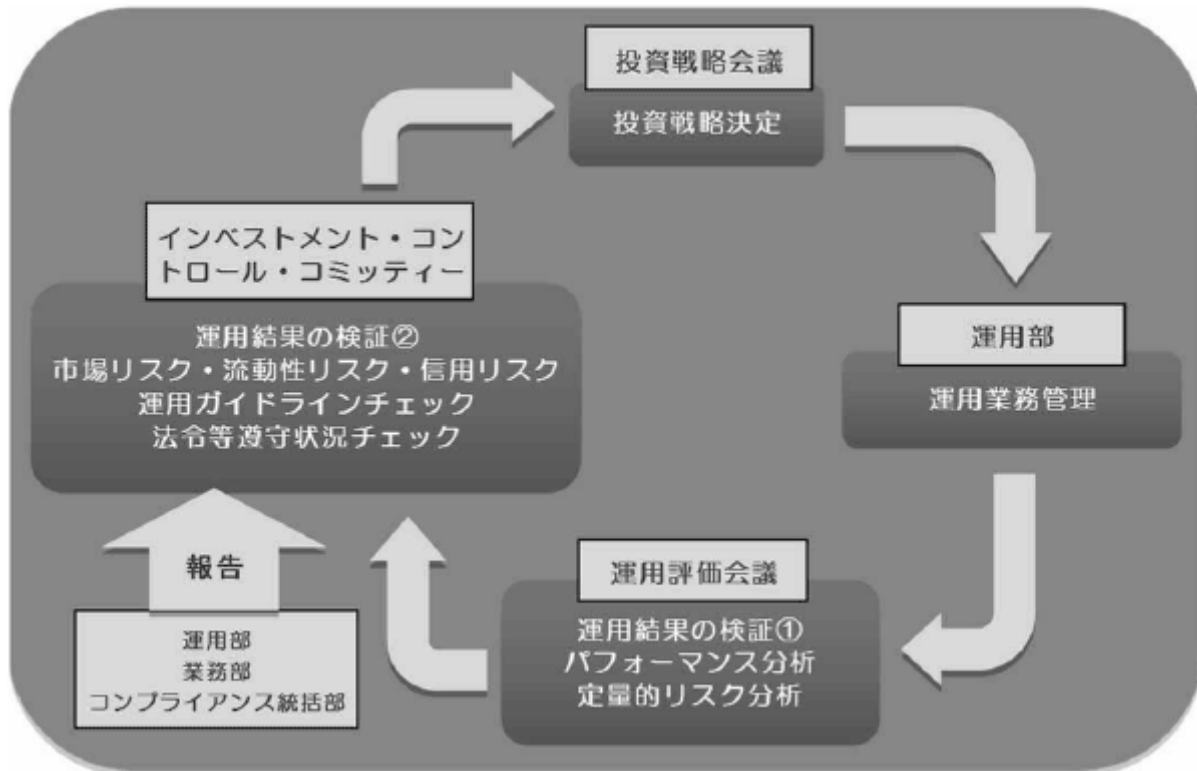 投資戦略会議
投資戦略決定
インベストメント・コン
トロール・コミッティー
運用結果の検証②
市場リスク・流動性リスク・信用リスク
運用ガイドラインチェック
法令等遵守状況チェック
運用部
運用業務管理
運用評価会議
運用結果の検証①
パフォーマンス分析
定量的リスク分析
報告
運用部
業務部
コンプライアンス統括部